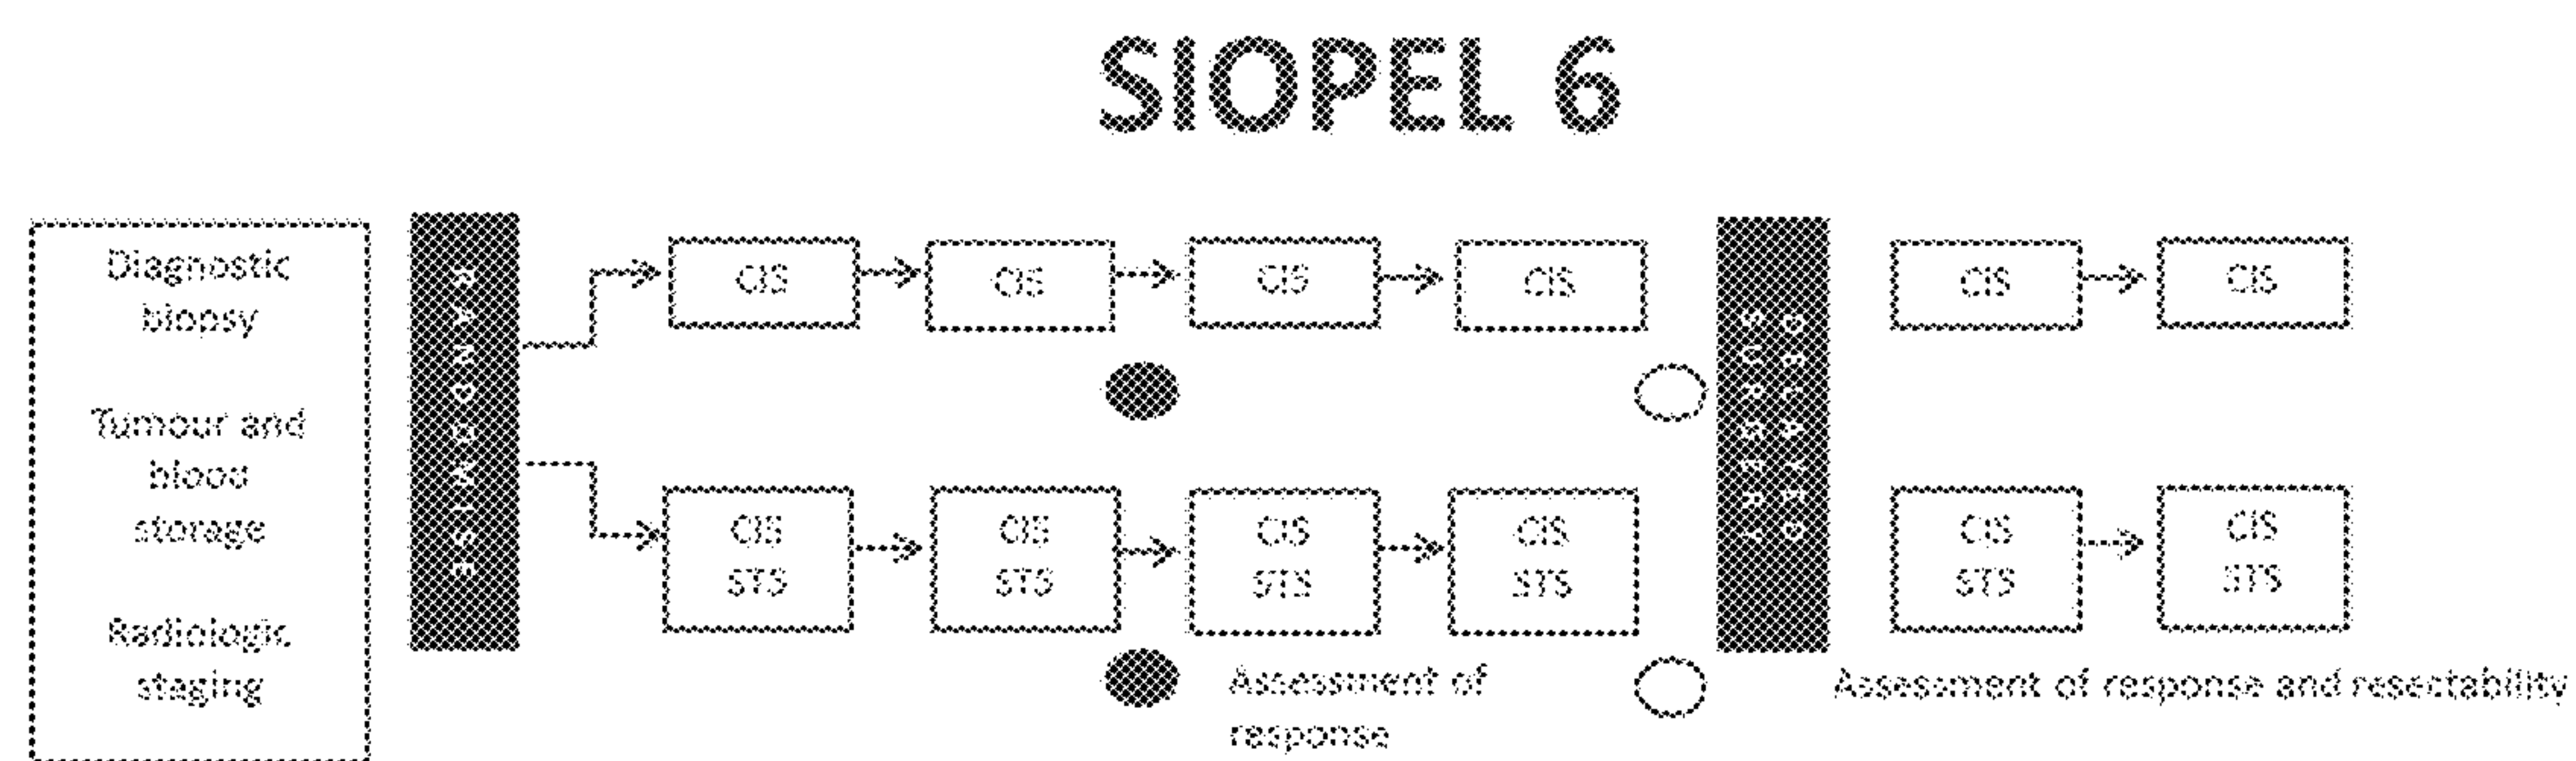 SIOPEL 6
Diagnostic
biopsy
Tumour and
blood
storage
Radiologic
staging
RANDOMISE
CIS
CIS
CIS
CIS
CIS
STS
CIS
STS
CIS
STS
CIS
STS
SURGERY
DELAYED
CIS
CIS
CIS
STS
CIS
STS
Assessment of
response
Assessment of response and resectability